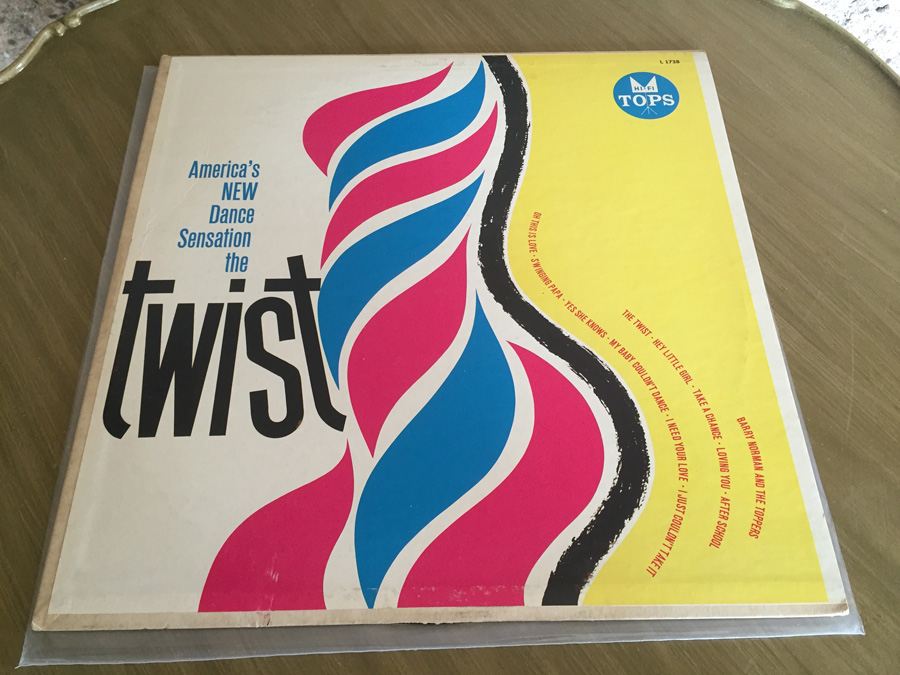 L 1738
HI-FI
TOPS
America's
NEW
Dance
Sensation
the
twist
OH THIS IS LOVE - SWINGING PAPA - YES SHE KNOWS - MY BABY COULDN'T DANCE - I NEED YOUR LOVE - I JUST COULDN'T TAKE IT
THE TWIST - HEY LITTLE GIRL - TAKE A CHANCE - LOVING YOU - AFTER SCHOOL
BARRY NORMAN AND THE TOPPERS